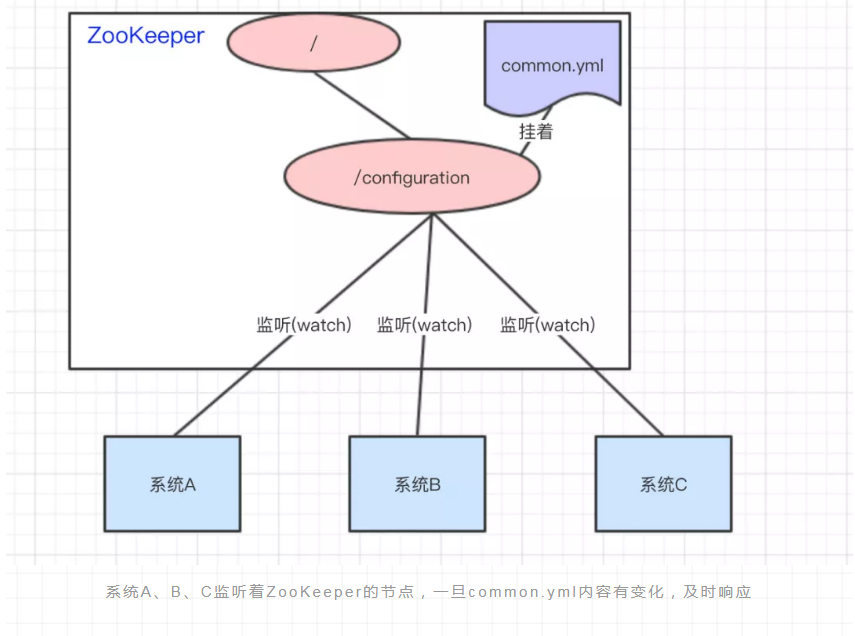 ZooKeeper
/
common.yml
挂着
/configuration
监听(watch)
监听(watch)
监听(watch)
系统A
系统B
系统C
系统A、B、C监听着ZooKeeper的节点，一旦common.yml内容有变化，及时响应